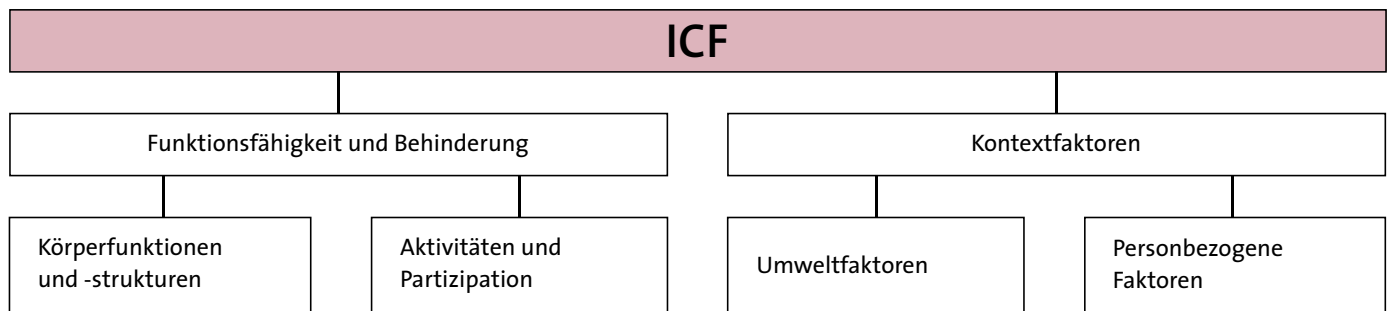 ICF
Funktionsfähigkeit und Behinderung
Kontextfaktoren
Körperfunktionen
und -strukturen
Aktivitäten und
Partizipation
Umweltfaktoren
Personbezogene
Faktoren